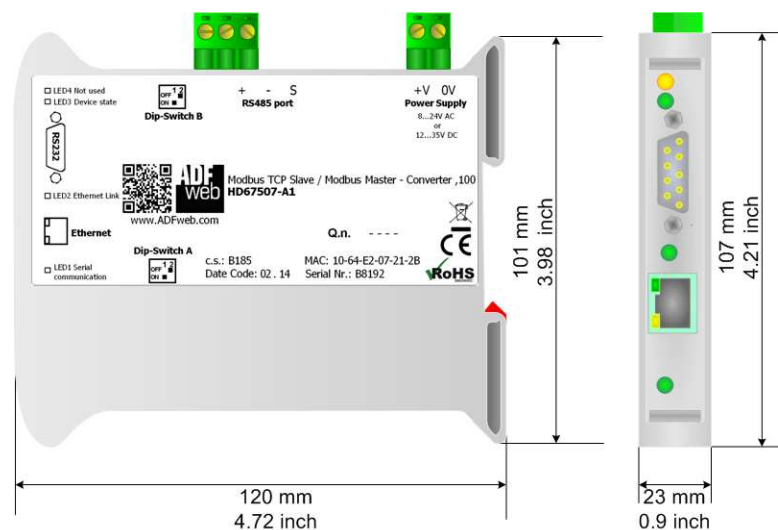 LED4 Not used
LED3 Device state
RS232
LED2 Ethernet Link
Ethernet
LED1 Serial
communication
OFF 1 2
ON
Dip-Switch B
+ - S
RS485 port
+V 0V
Power Supply
8...24V AC
or
12...35V DC
ADF
web
www.ADFweb.com
Modbus TCP Slave / Modbus Master - Converter ,100
HD67507-A1
Q.n. - - - -
CE
Dip-Switch A
OFF 1 2
ON
c.s.: B185
Date Code: 02 . 14
MAC: 10-64-E2-07-21-2B
Serial Nr.: B8192
RoHS
101 mm
3.98 inch
107 mm
4.21 inch
120 mm
4.72 inch
23 mm
0.9 inch